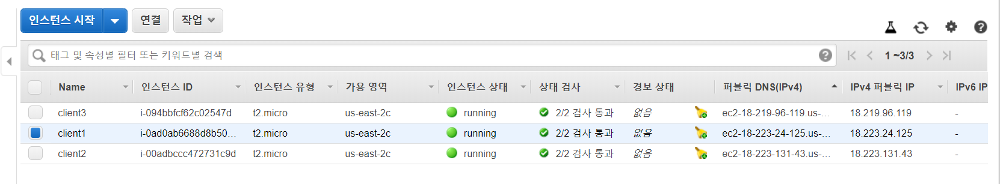 인스턴스 시작 연결 작업
태그 및 속성별 필터 또는 키워드별 검색 1 ~3/3
Name 인스턴스 ID 인스턴스 유형 가용 영역 인스턴스 상태 상태 검사 경보 상태 퍼블릭 DNS(IPv4) IPv4 퍼블릭 IP IPv6 IP
client3 i-094bbfcf62c02547d t2.micro us-east-2c running 2/2 검사 통과 없음 ec2-18-219-96-119.us-... 18.219.96.119 -
client1 i-0ad0ab6688d8b50... t2.micro us-east-2c running 2/2 검사 통과 없음 ec2-18-223-24-125.us-... 18.223.24.125 -
client2 i-00adbccc472731c9d t2.micro us-east-2c running 2/2 검사 통과 없음 ec2-18-223-131-43.us-... 18.223.131.43 -